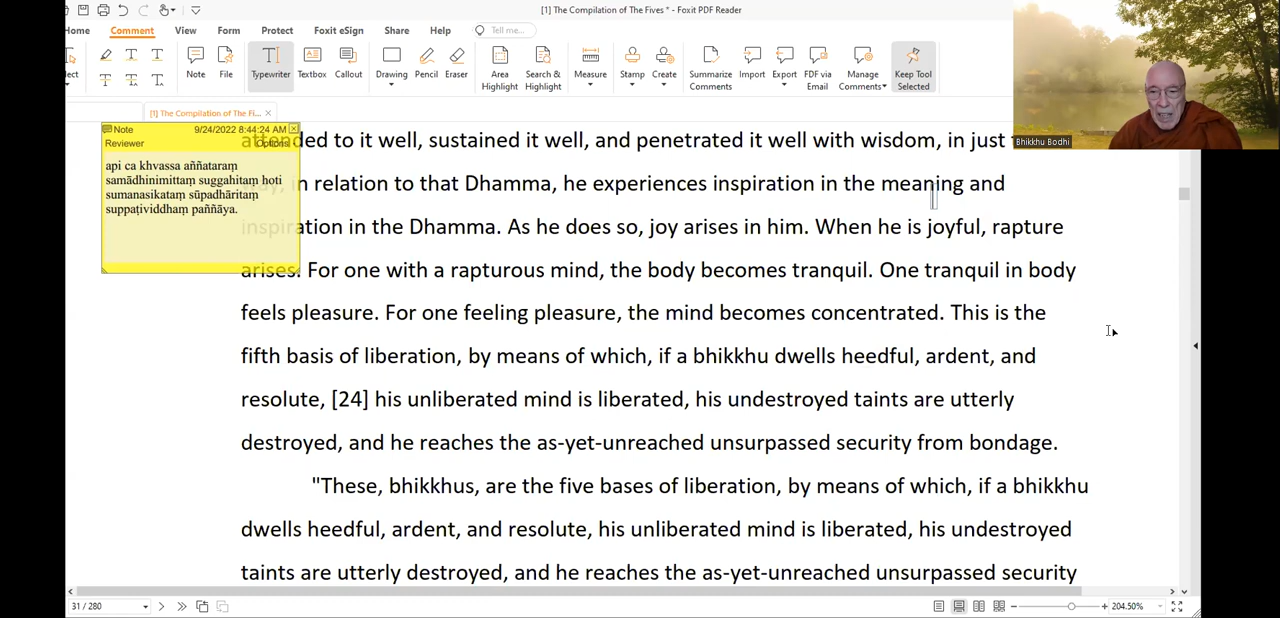 [1] The Compilation of The Fives * - Foxit PDF Reader
Home Comment View Form Protect Foxit eSign Share Help Tell me...
Note File Typewriter Textbox Callout Drawing Pencil Eraser Area Highlight Search & Highlight Measure Stamp Create Summarize Comments Import Export PDF via Email Manage Comments Keep Tool Selected
[1] The Compilation of The Fi...
Note 9/24/2022 8:44:24 AM
Reviewer Options
api ca khvassa aññataraṃ
samādhinimittaṃ suggahitaṃ hoti
sumanasikataṃ sūpadhāritaṃ
suppaṭividdhaṃ paññāya.
to it well, sustained it well, and penetrated it well with wisdom, in just
in relation to that Dhamma, he experiences inspiration in the meaning and
inspiration in the Dhamma. As he does so, joy arises in him. When he is joyful, rapture
arises. For one with a rapturous mind, the body becomes tranquil. One tranquil in body
feels pleasure. For one feeling pleasure, the mind becomes concentrated. This is the
fifth basis of liberation, by means of which, if a bhikkhu dwells heedful, ardent, and
resolute, [24] his unliberated mind is liberated, his undestroyed taints are utterly
destroyed, and he reaches the as-yet-unreached unsurpassed security from bondage.
"These, bhikkhus, are the five bases of liberation, by means of which, if a bhikkhu
dwells heedful, ardent, and resolute, his unliberated mind is liberated, his undestroyed
taints are utterly destroyed, and he reaches the as-yet-unreached unsurpassed security
Bhikkhu Bodhi
31 / 280
204.50%